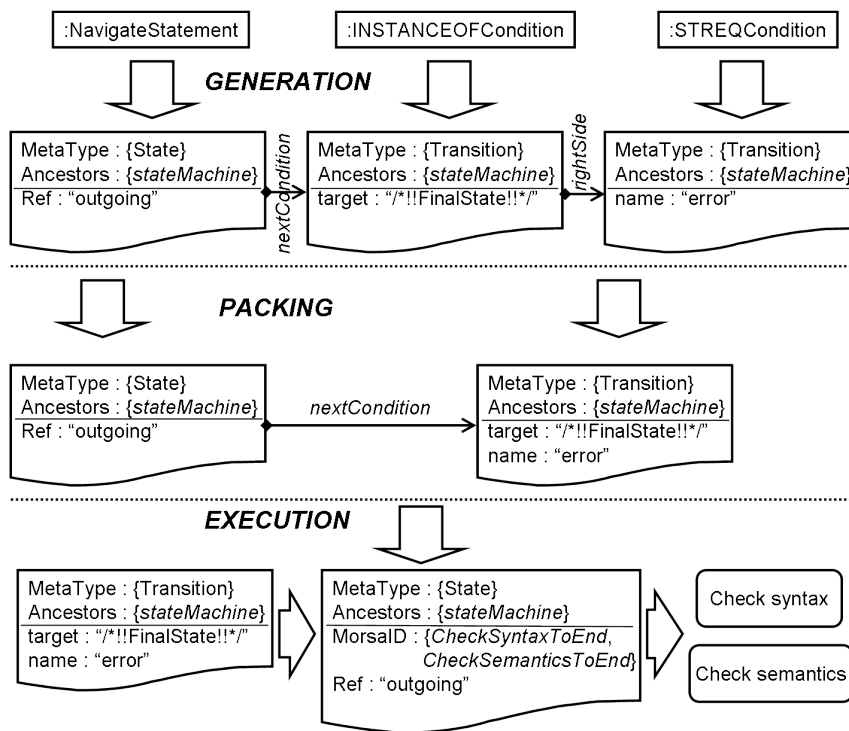 :NavigateStatement
:INSTANCEOFCondition
:STREQCondition
GENERATION
MetaType : {State}
Ancestors : {stateMachine}
Ref : “outgoing”
nextCondition
MetaType : {Transition}
Ancestors : {stateMachine}
target : “/*!!FinalState!!*/”
rightSide
MetaType : {Transition}
Ancestors : {stateMachine}
name : “error”
PACKING
MetaType : {State}
Ancestors : {stateMachine}
Ref : “outgoing”
nextCondition
MetaType : {Transition}
Ancestors : {stateMachine}
target : “/*!!FinalState!!*/”
name : “error”
EXECUTION
MetaType : {Transition}
Ancestors : {stateMachine}
target : “/*!!FinalState!!*/”
name : “error”
MetaType : {State}
Ancestors : {stateMachine}
MorsaID : {CheckSyntaxToEnd,
CheckSemanticsToEnd}
Ref : “outgoing”
Check syntax
Check semantics